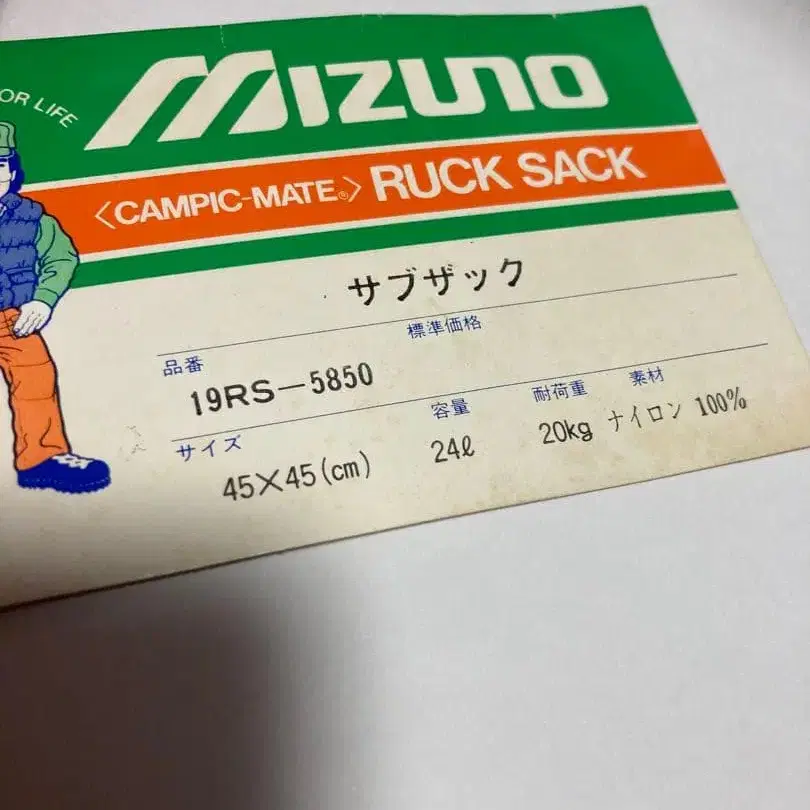 OR LIFE
MIZUNO
〈CAMPIC-MATE®〉 RUCK SACK
サブザック
品番 標準価格
19RS-5850
サイズ 容量 耐荷重 素材
45×45(cm) 24ℓ 20kg ナイロン 100%